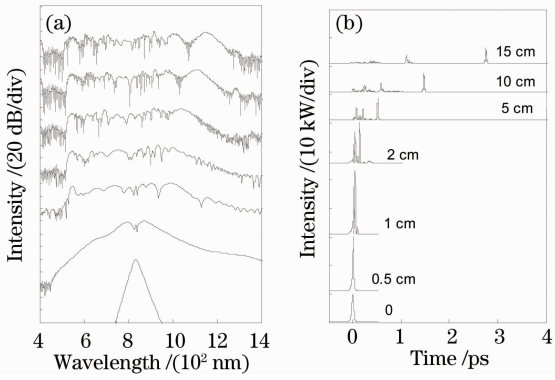 (a)
Intensity /(20 dB/div)
4 6 8 10 12 14
Wavelength /(10² nm)
(b)
Intensity /(10 kW/div)
15 cm
10 cm
5 cm
2 cm
1 cm
0.5 cm
0
0 1 2 3 4
Time /ps